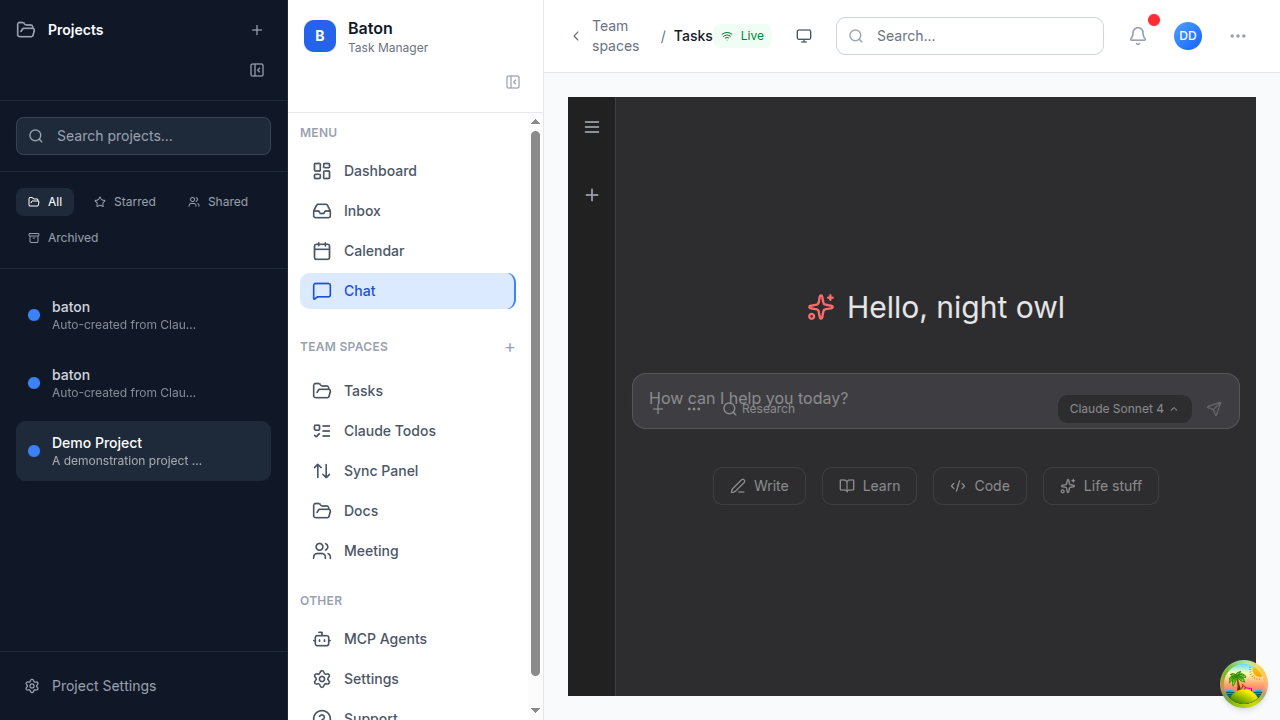 Projects
Search projects...
All
Starred
Shared
Archived
baton
Auto-created from Clau...
baton
Auto-created from Clau...
Demo Project
A demonstration project ...
Project Settings
B
Baton
Task Manager
MENU
Dashboard
Inbox
Calendar
Chat
TEAM SPACES
Tasks
Claude Todos
Sync Panel
Docs
Meeting
OTHER
MCP Agents
Settings
Support
Team
spaces
/ Tasks
Live
Search...
DD
Hello, night owl
How can I help you today?
Research
Claude Sonnet 4
Write
Learn
Code
Life stuff